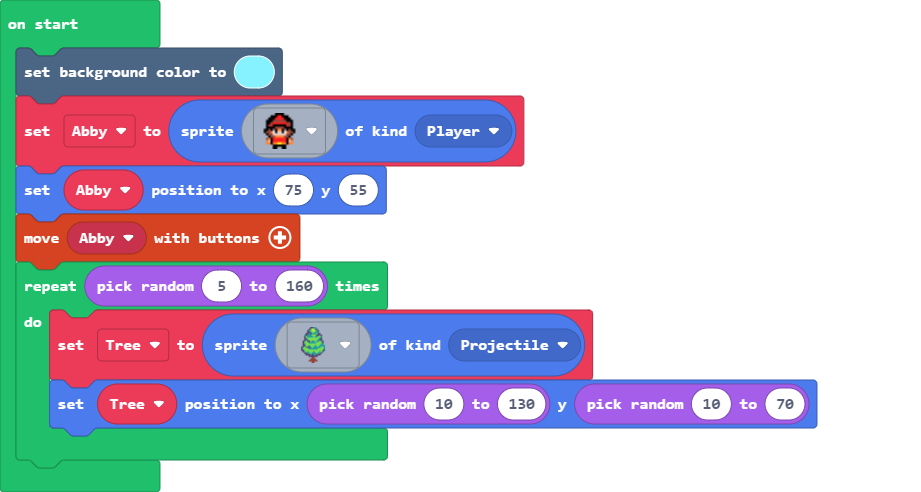 on start
set background color to
set Abby to sprite of kind Player
set Abby position to x 75 y 55
move Abby with buttons
repeat pick random 5 to 160 times
do
set Tree to sprite of kind Projectile
set Tree position to x pick random 10 to 130 y pick random 10 to 70